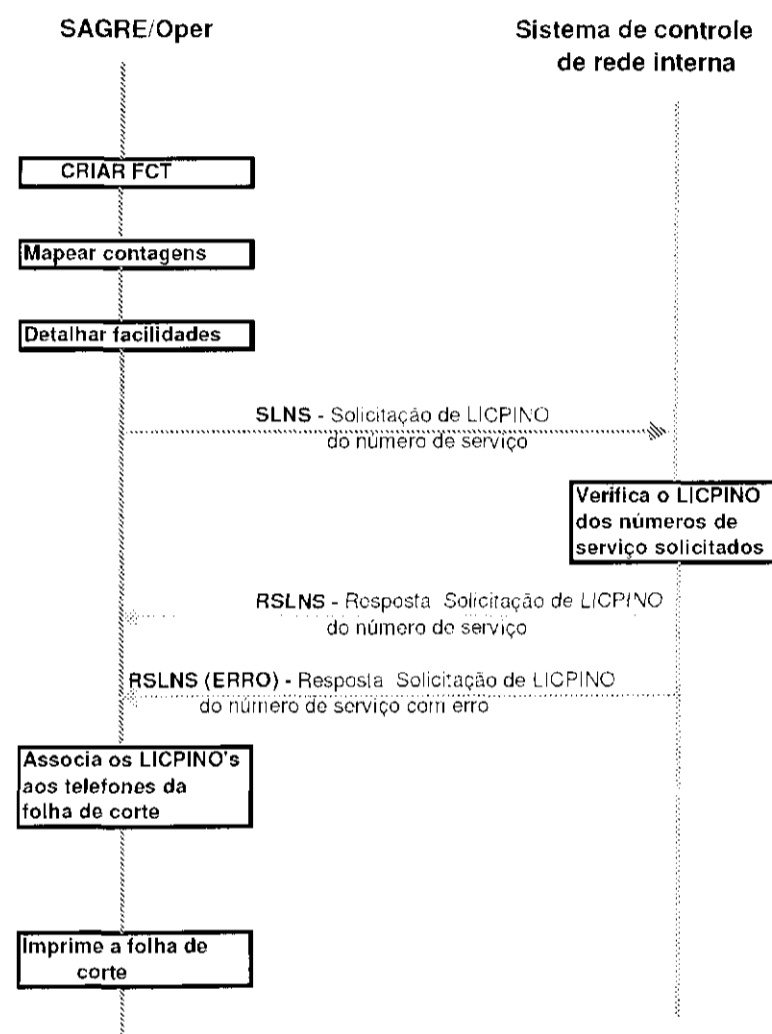 SAGRE/Oper
Sistema de controle
de rede interna
CRIAR FCT
Mapear contagens
Detalhar facilidades
SLNS - Solicitação de LICPINO
do número de serviço
Verifica o LICPINO
dos números de
serviço solicitados
RSLNS - Resposta Solicitação de LICPINO
do número de serviço
RSLNS (ERRO) - Resposta Solicitação de LICPINO
do número de serviço com erro
Associa os LICPINO's
aos telefones da
folha de corte
Imprime a folha de
corte